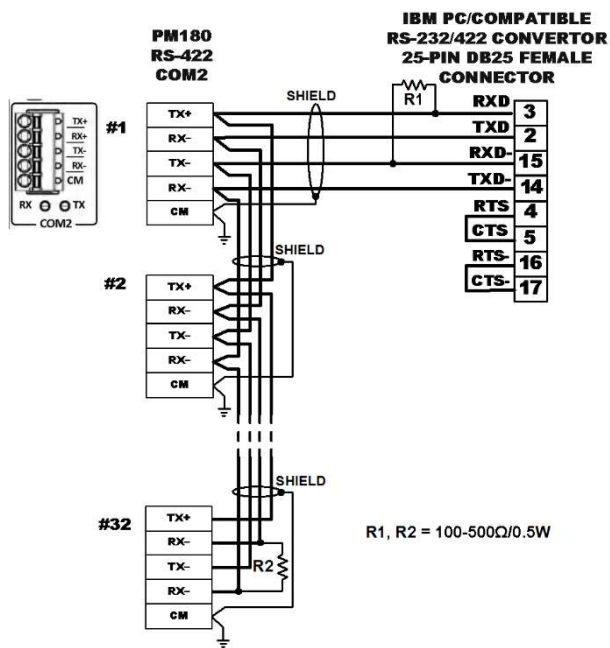 IBM PC/COMPATIBLE
RS-232/422 CONVERTOR
25-PIN DB25 FEMALE
CONNECTOR
PM180
RS-422
COM2
TX+
RX+
TX-
RX-
CM
RX
TX
COM2
#1
TX+
RX–
TX–
RX–
CM
SHIELD
R1
RXD
3
TXD
2
RXD-
15
TXD-
14
RTS
4
CTS
5
RTS-
16
CTS-
17
SHIELD
#2
TX+
RX–
TX–
RX–
CM
SHIELD
#32
TX+
RX–
TX–
RX–
CM
R2
R1, R2 = 100-500Ω/0.5W